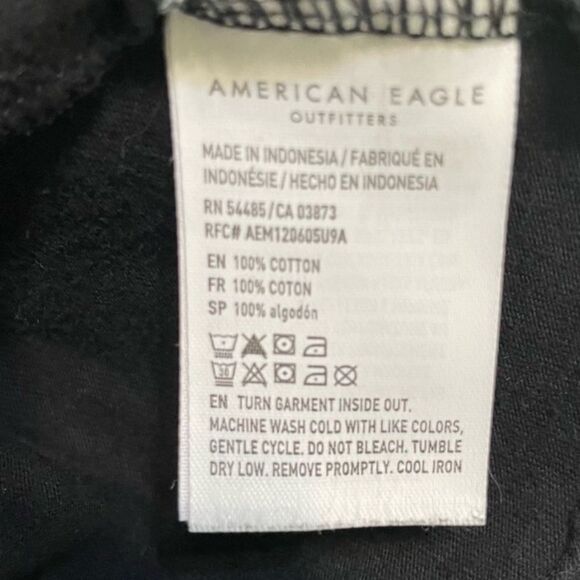 AMERICAN EAGLE
OUTFITTERS
MADE IN INDONESIA / FABRIQUÉ EN
INDONÉSIE / HECHO EN INDONESIA
RN 54485 / CA 03873
RFC# AEM120605U9A
EN 100% COTTON
FR 100% COTON
SP 100% algodón
30
EN TURN GARMENT INSIDE OUT.
MACHINE WASH COLD WITH LIKE COLORS,
GENTLE CYCLE. DO NOT BLEACH. TUMBLE
DRY LOW. REMOVE PROMPTLY. COOL IRON